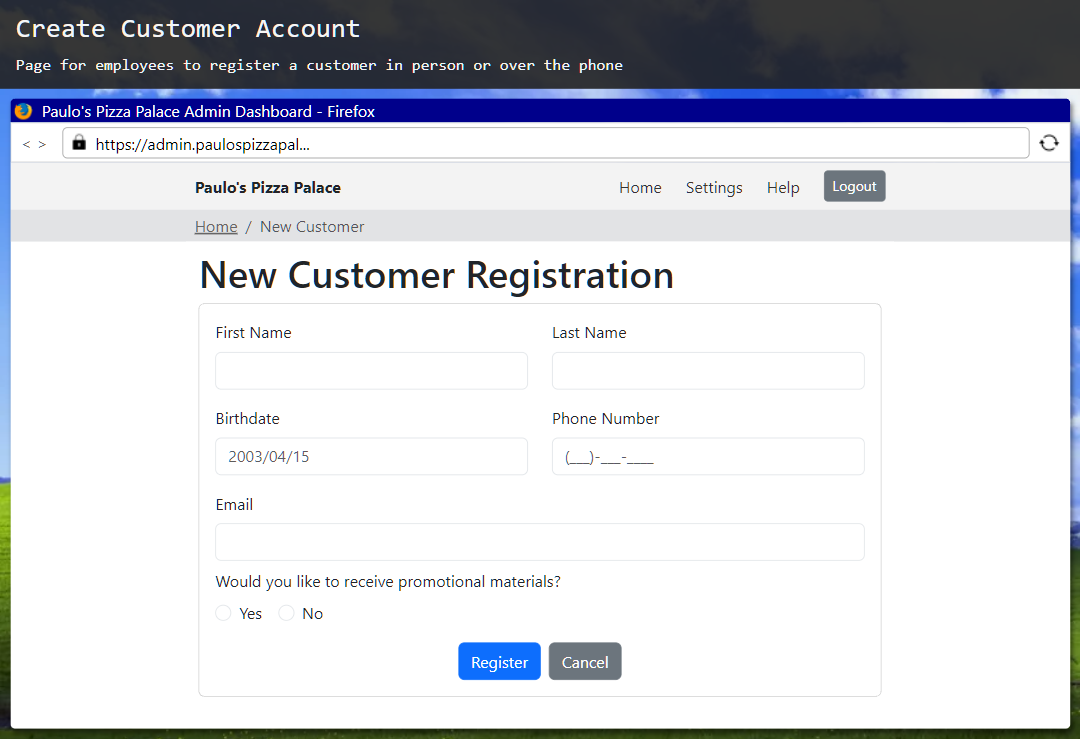 Create Customer Account
Page for employees to register a customer in person or over the phone
Paulo's Pizza Palace Admin Dashboard - Firefox
< > https://admin.paulospizzapal...
Paulo's Pizza Palace Home Settings Help Logout
Home / New Customer
New Customer Registration
First Name Last Name
Birthdate Phone Number
2003/04/15 (___)-___-____
Email
Would you like to receive promotional materials?
Yes No
Register Cancel